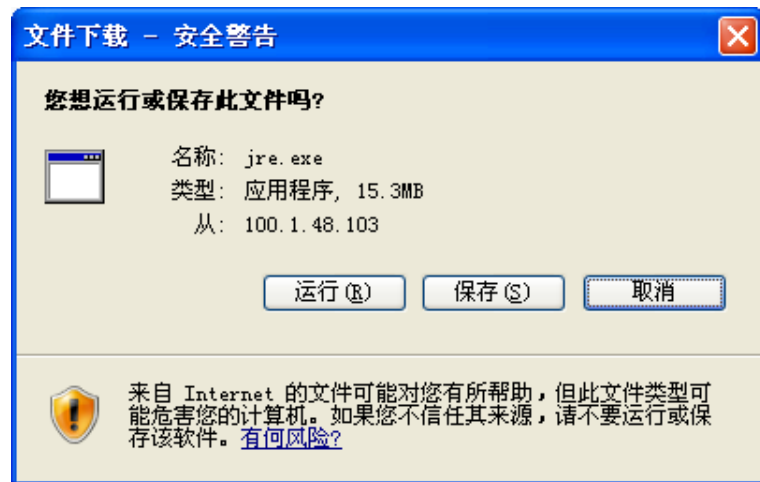 文件下载 - 安全警告
您想运行或保存此文件吗?
名称: jre.exe
类型: 应用程序, 15.3MB
从: 100.1.48.103
运行(R) 保存(S) 取消
来自 Internet 的文件可能对您有所帮助，但此文件类型可
能危害您的计算机。如果您不信任其来源，请不要运行或保
存该软件。有何风险?